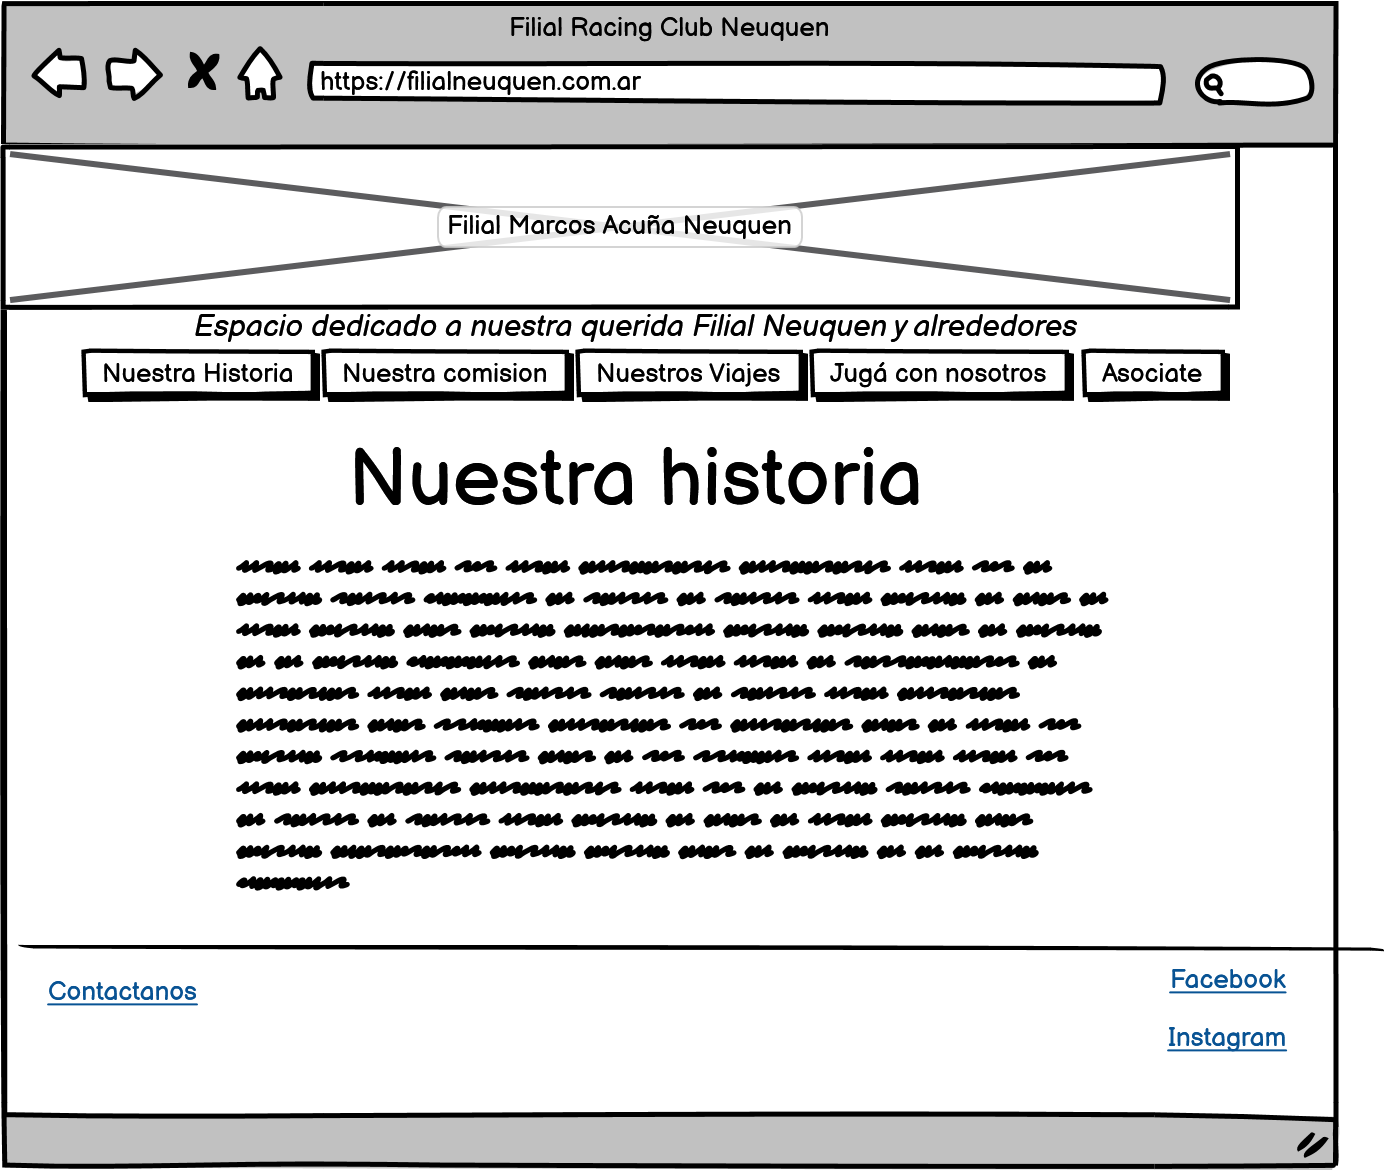 Filial Racing Club Neuquen
https://filialneuquen.com.ar
Filial Marcos Acuña Neuquen
Espacio dedicado a nuestra querida Filial Neuquen y alrededores
Nuestra Historia
Nuestra comision
Nuestros Viajes
Jugá con nosotros
Asociate
Nuestra historia
Contactanos
Facebook
Instagram